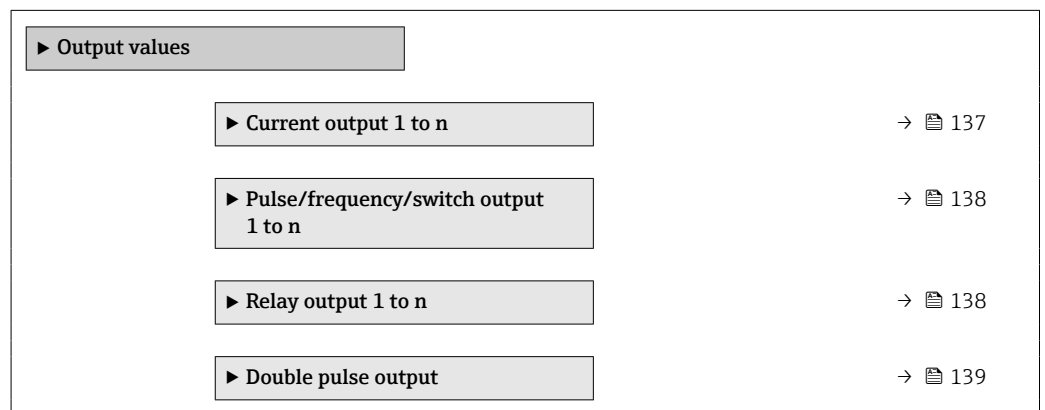 ► Output values
► Current output 1 to n → 137
► Pulse/frequency/switch output → 138
1 to n
► Relay output 1 to n → 138
► Double pulse output → 139